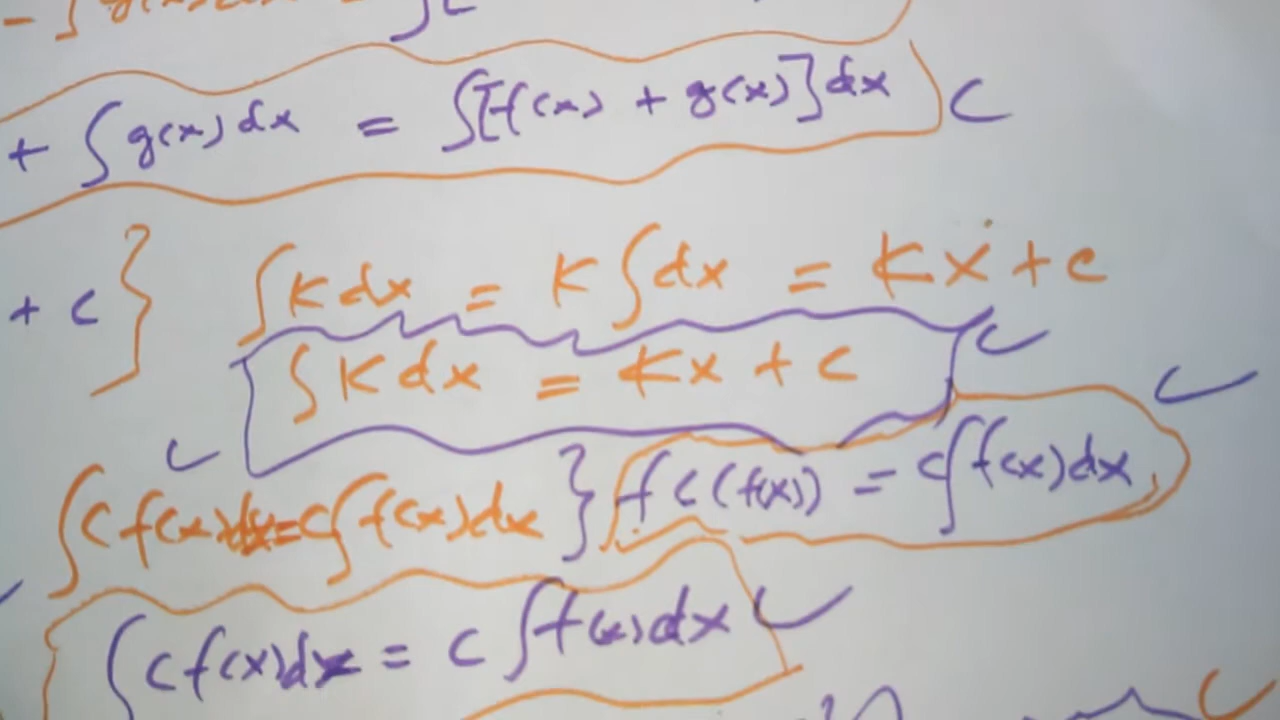 + ∫ g(x) dx = ∫[f(x) + g(x)] dx
+ c } ∫ K dx = K ∫ dx = Kx + c
∫ K dx = Kx + c
∫ c f(x) dx = c ∫ f(x) dx } f c (f(x)) = c ∫ f(x) dx
∫ c f(x) dx = c ∫ f(x) dx